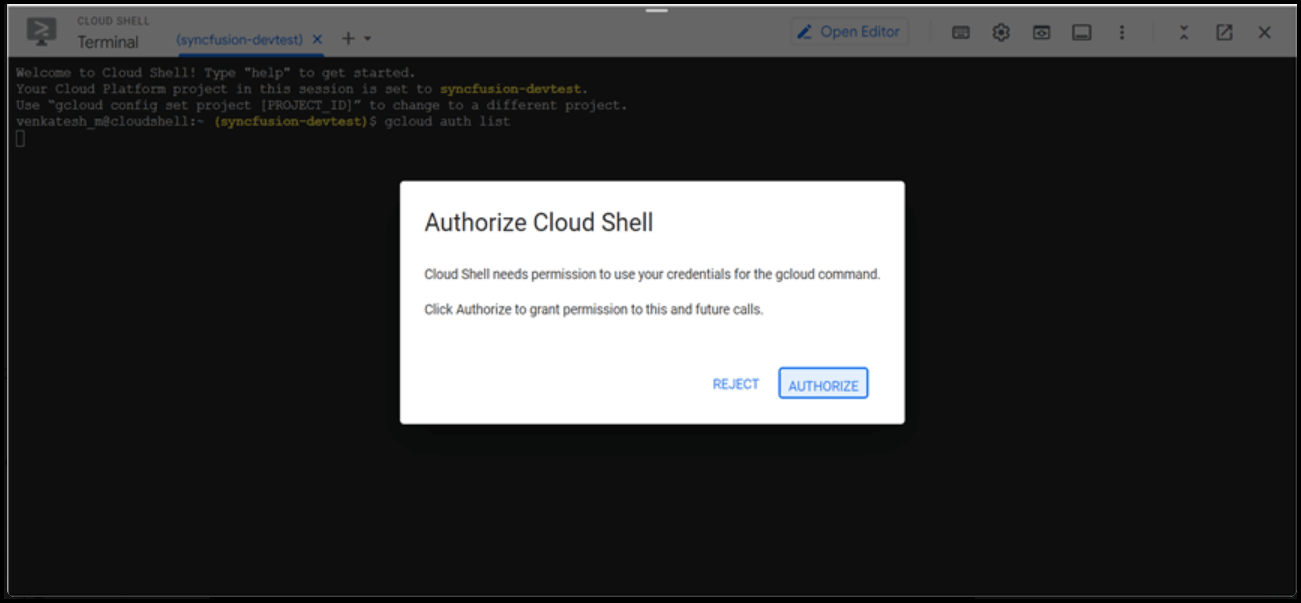 CLOUD SHELL
Terminal
(syncfusion-devtest)
Open Editor
Welcome to Cloud Shell! Type "help" to get started.
Your Cloud Platform project in this session is set to syncfusion-devtest.
Use “gcloud config set project [PROJECT_ID]” to change to a different project.
venkatesh_m@cloudshell:~ (syncfusion-devtest)$ gcloud auth list
Authorize Cloud Shell
Cloud Shell needs permission to use your credentials for the gcloud command.
Click Authorize to grant permission to this and future calls.
REJECT AUTHORIZE